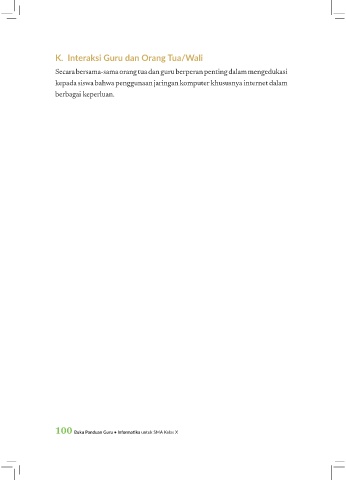 K. Interaksi Guru dan Orang Tua/Wali
Secara bersama-sama orang tua dan guru berperan penting dalam mengedukasi
kepada siswa bahwa penggunaan jaringan komputer khususnya internet dalam
berbagai keperluan.
100 Buku Panduan Guru • Informatika untuk SMA Kelas X